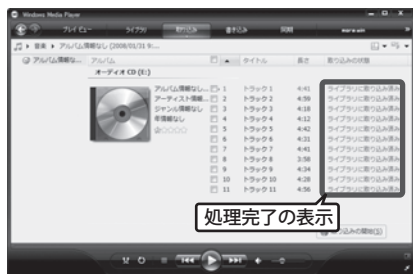 Windows Media Player
ライブラリ
取り込み
書き込み
同期
音楽 ▸ アルバム情報なし (2008/01/31 9:...
アルバム情報な... アルバム タイトル 長さ 取り込みの状態
オーディオ CD (E:)
アルバム情報なし... 1 トラック 1 4:41 ライブラリに取り込み済み
アーティスト情報... 2 トラック 2 4:59 ライブラリに取り込み済み
ジャンル情報なし 3 トラック 3 4:18 ライブラリに取り込み済み
年情報なし 4 トラック 4 4:12 ライブラリに取り込み済み
5 トラック 5 4:42 ライブラリに取り込み済み
6 トラック 6 4:31 ライブラリに取り込み済み
7 トラック 7 4:41 ライブラリに取り込み済み
8 トラック 8 3:58 ライブラリに取り込み済み
9 トラック 9 4:34 ライブラリに取り込み済み
10 トラック 10 4:28 ライブラリに取り込み済み
11 トラック 11 4:56 ライブラリに取り込み済み
処理完了の表示
取り込みの開始(S)